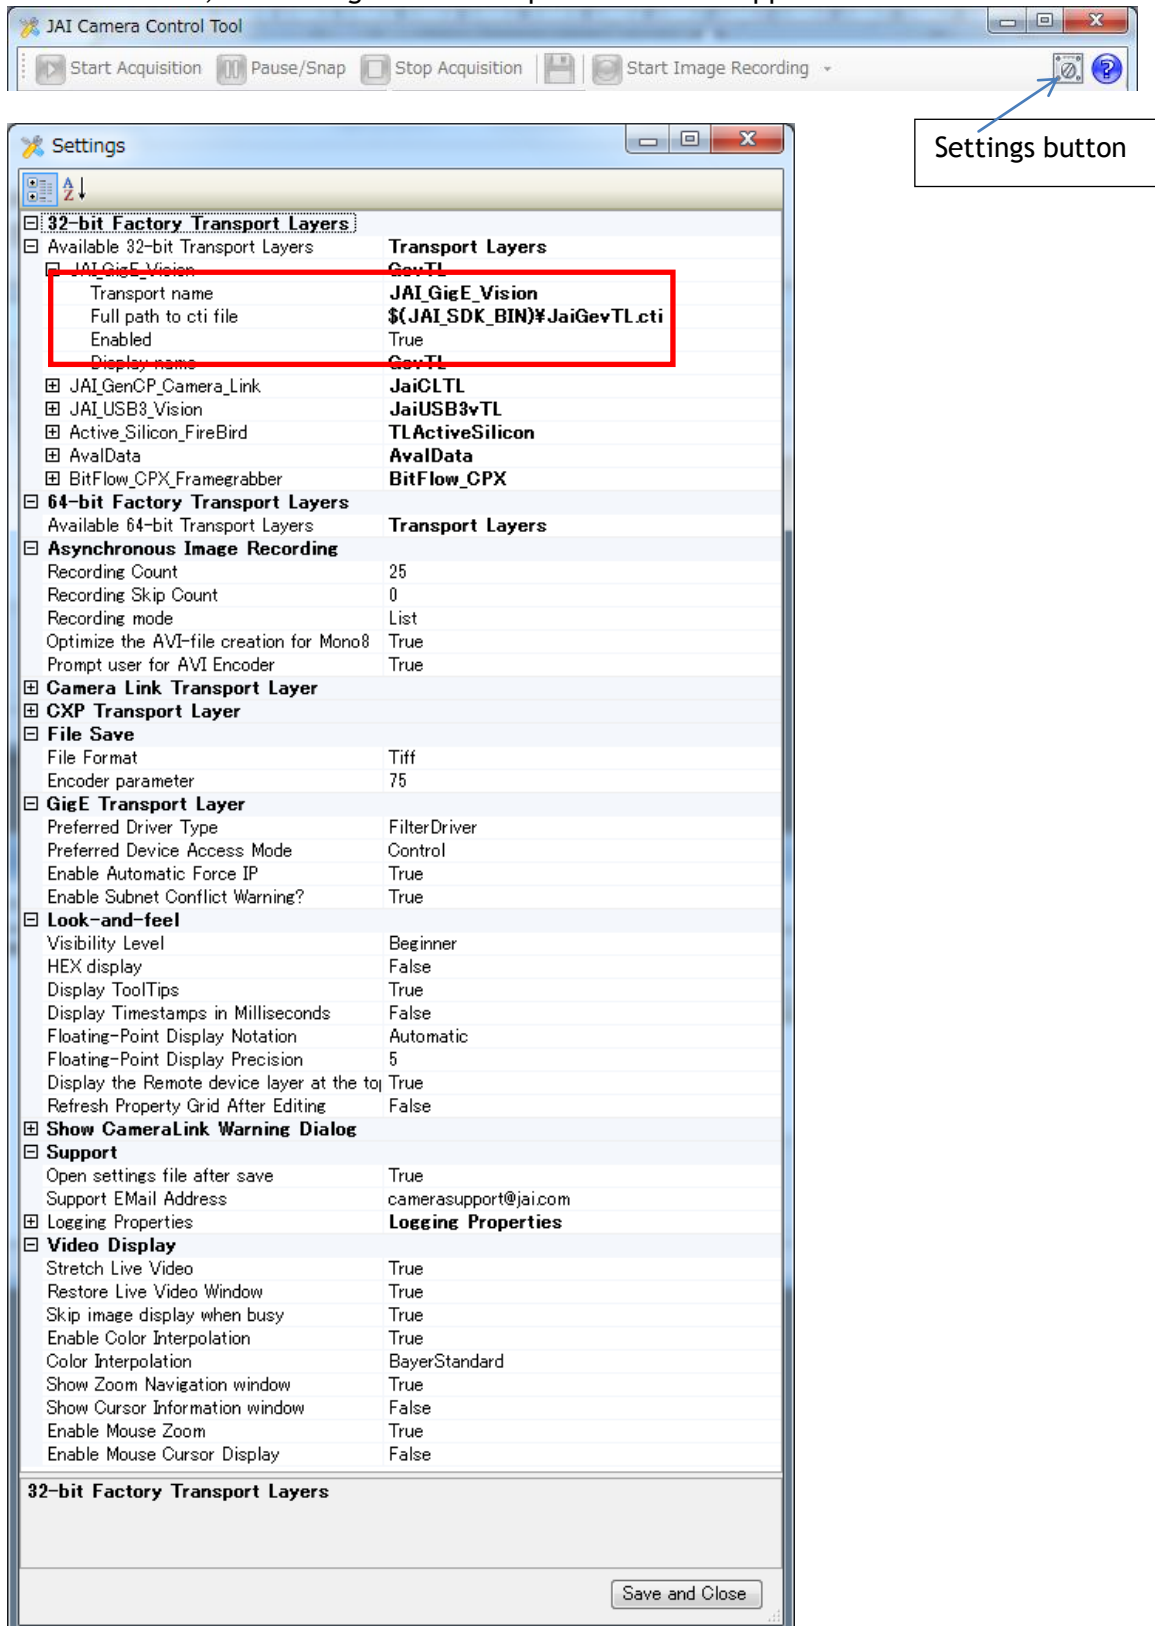 JAI Camera Control Tool
Start Acquisition Pause/Snap Stop Acquisition Start Image Recording
Settings button
Settings
32-bit Factory Transport Layers
Available 32-bit Transport Layers Transport Layers
JAI_GigE_Vision GevTL
Transport name JAI_GigE_Vision
Full path to cti file $(JAI_SDK_BIN)¥JaiGevTL.cti
Enabled True
Display name GevTL
JAI_GenCP_Camera_Link JaiCLTL
JAI_USB3_Vision JaiUSB3vTL
Active_Silicon_FireBird TLActiveSilicon
AvalData AvalData
BitFlow_CPX_Framegrabber BitFlow_CPX
64-bit Factory Transport Layers
Available 64-bit Transport Layers Transport Layers
Asynchronous Image Recording
Recording Count 25
Recording Skip Count 0
Recording mode List
Optimize the AVI-file creation for Mono8 True
Prompt user for AVI Encoder True
Camera Link Transport Layer
CXP Transport Layer
File Save
File Format Tiff
Encoder parameter 75
GigE Transport Layer
Preferred Driver Type FilterDriver
Preferred Device Access Mode Control
Enable Automatic Force IP True
Enable Subnet Conflict Warning? True
Look-and-feel
Visibility Level Beginner
HEX display False
Display ToolTips True
Display Timestamps in Milliseconds False
Floating-Point Display Notation Automatic
Floating-Point Display Precision 5
Display the Remote device layer at the to True
Refresh Property Grid After Editing False
Show CameraLink Warning Dialog
Support
Open settings file after save True
Support EMail Address camerasupport@jai.com
Logging Properties Logging Properties
Video Display
Stretch Live Video True
Restore Live Video Window True
Skip image display when busy True
Enable Color Interpolation True
Color Interpolation BayerStandard
Show Zoom Navigation window True
Show Cursor Information window False
Enable Mouse Zoom True
Enable Mouse Cursor Display False
32-bit Factory Transport Layers
Save and Close